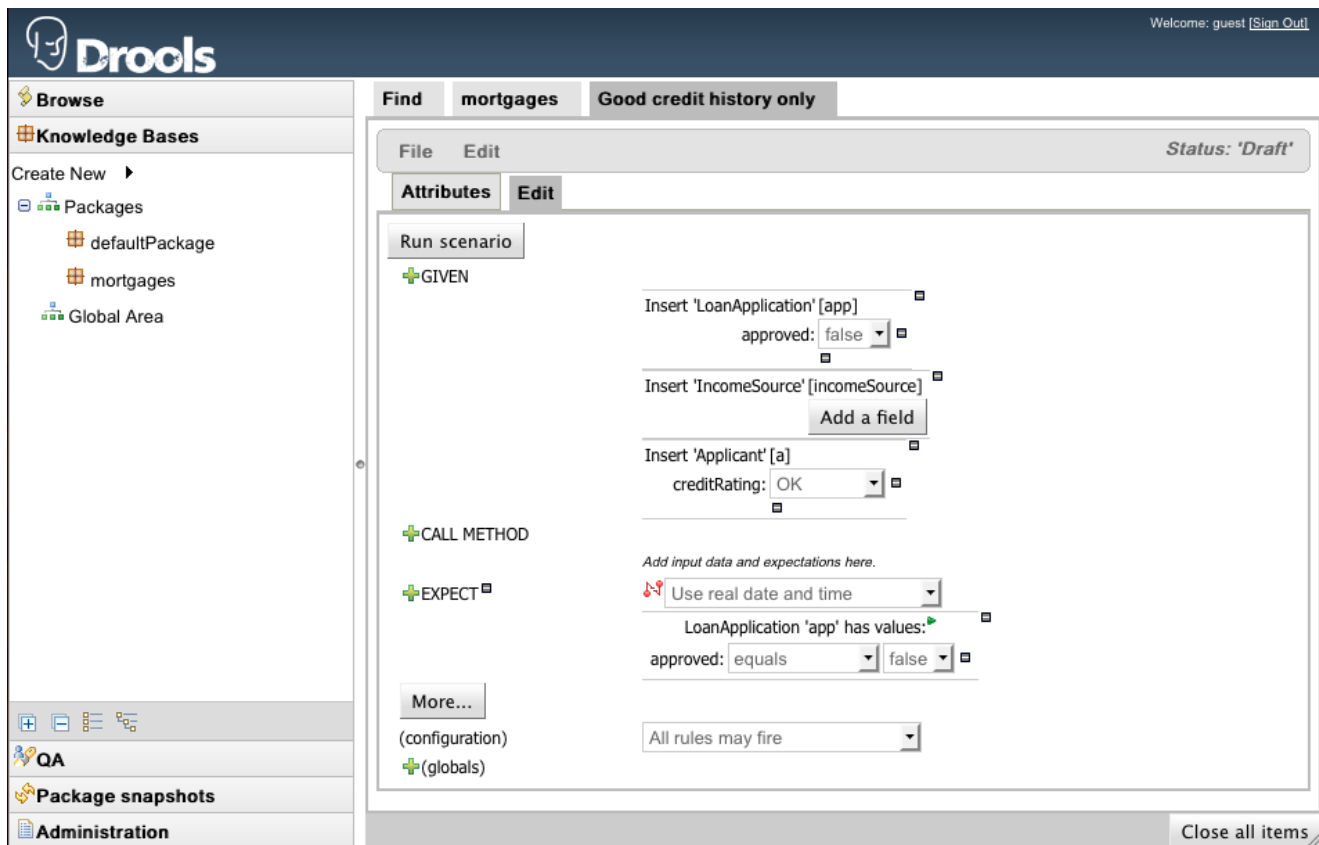 Welcome: guest [Sign Out]
Drools
Browse
Knowledge Bases
Create New
Packages
defaultPackage
mortgages
Global Area
QA
Package snapshots
Administration
Find mortgages Good credit history only
File Edit Status: 'Draft'
Attributes Edit
Run scenario
GIVEN
Insert 'LoanApplication' [app]
approved: false
Insert 'IncomeSource' [incomeSource]
Add a field
Insert 'Applicant' [a]
creditRating: OK
CALL METHOD
Add input data and expectations here.
EXPECT Use real date and time
LoanApplication 'app' has values:
approved: equals false
More...
(configuration) All rules may fire
(globals)
Close all items